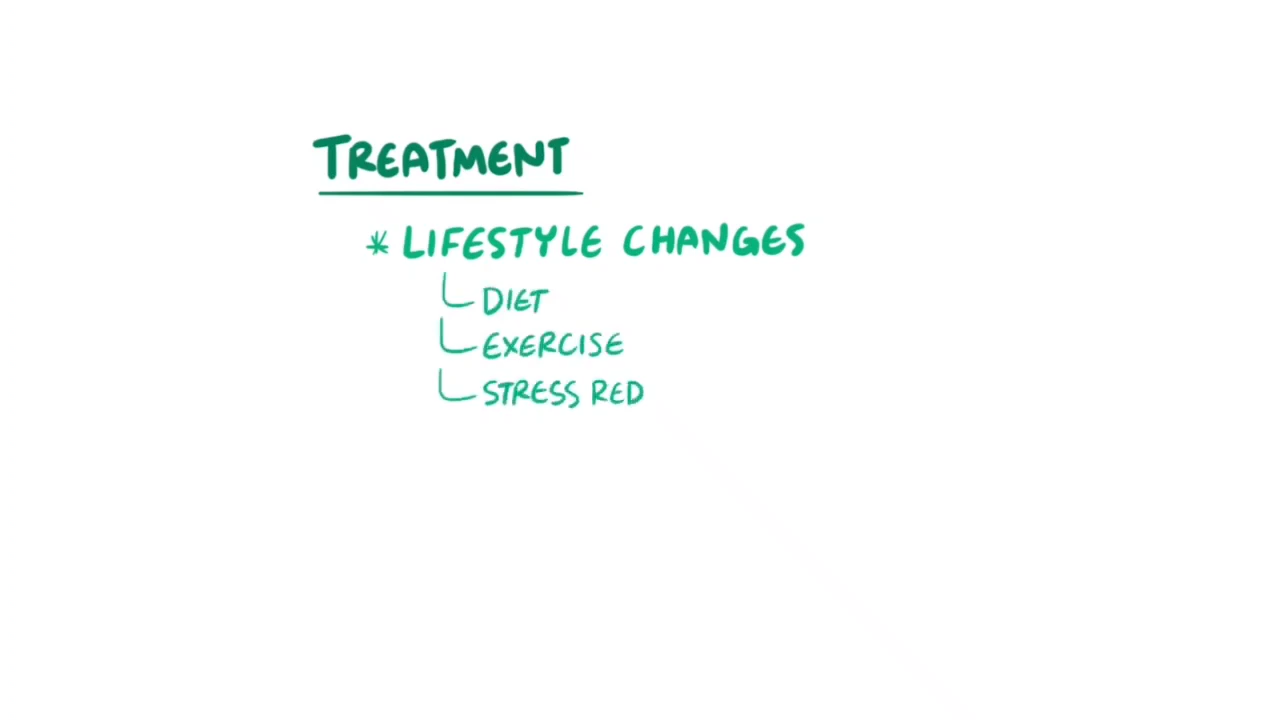 TREATMENT
* LIFESTYLE CHANGES
DIET
EXERCISE
STRESS RED